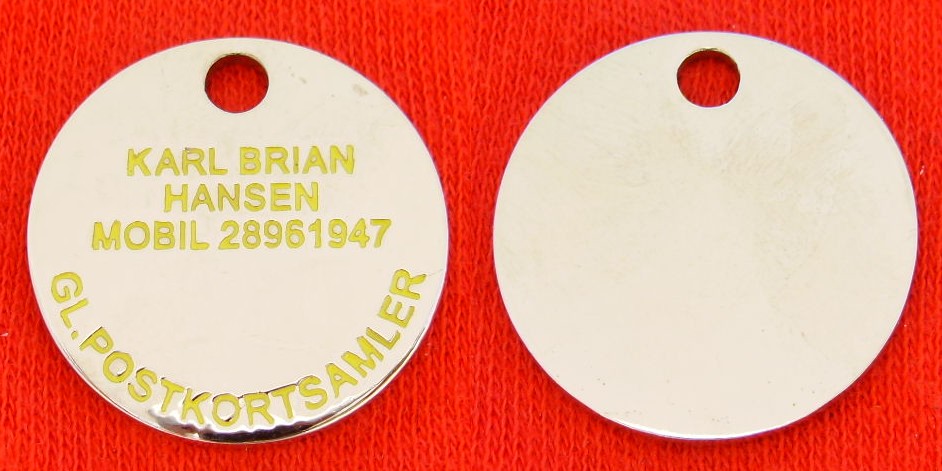 KARL BRIAN
HANSEN
MOBIL 28961947
GL.POSTKORTSAMLER